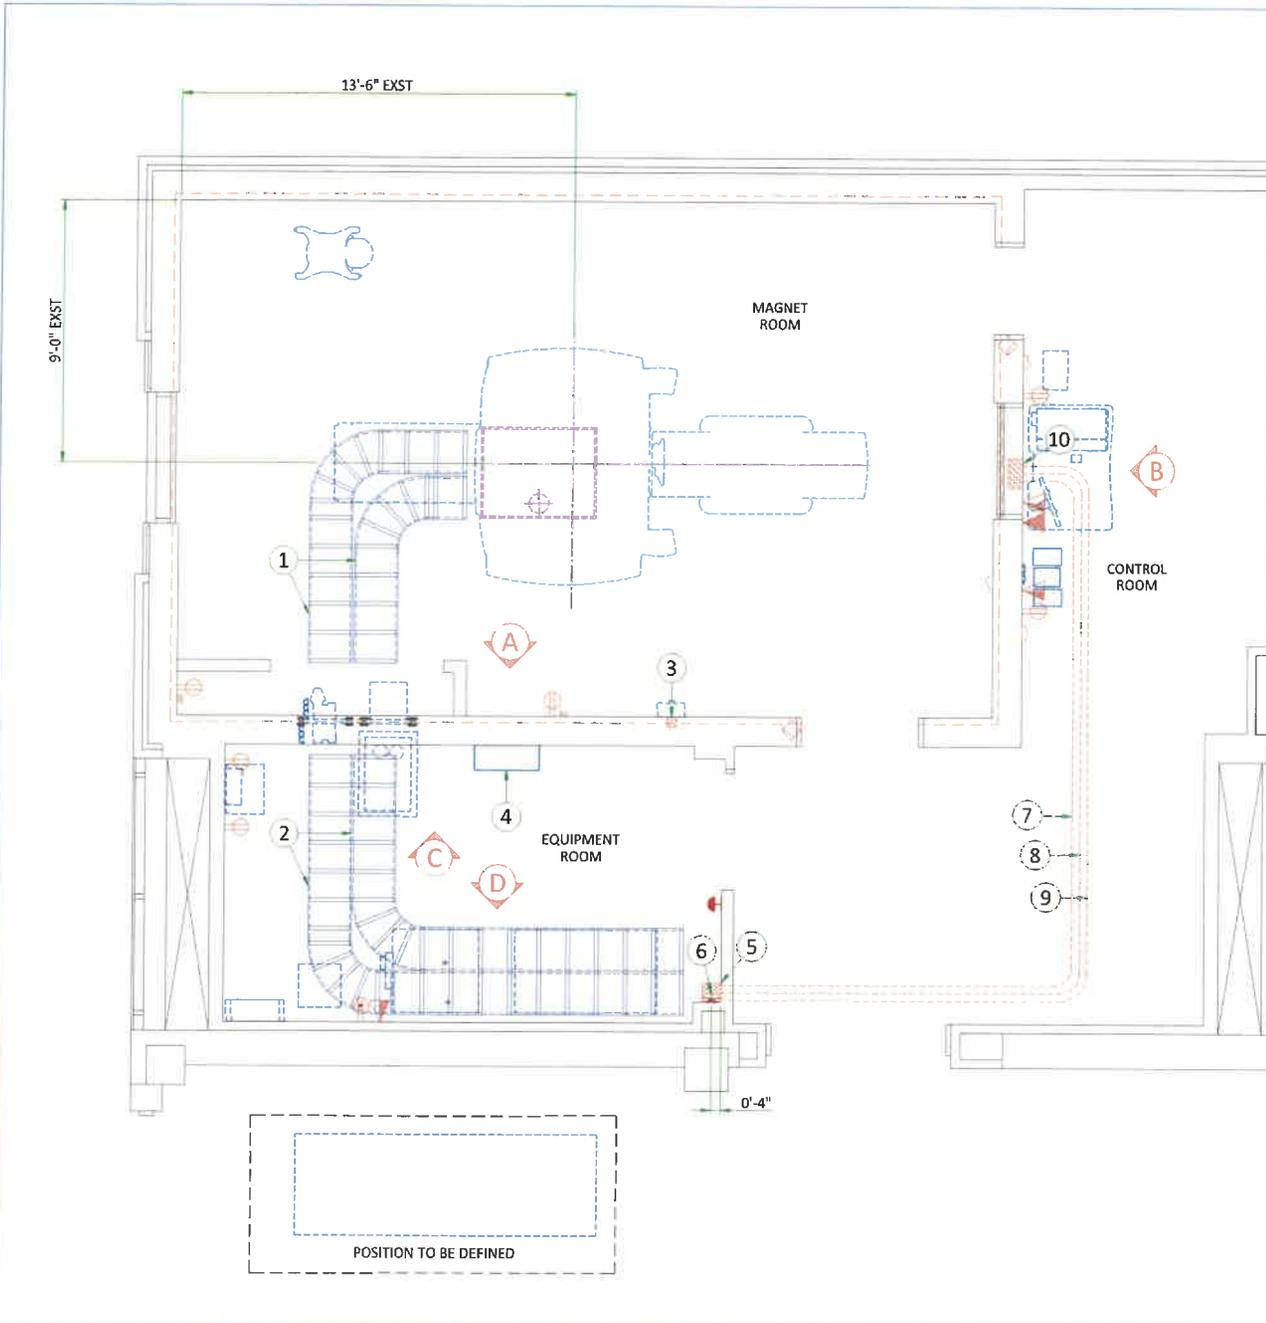 13'-6" EXST
9'-0" EXST
MAGNET
ROOM
10
B
1
CONTROL
ROOM
A
3
2
4
EQUIPMENT
ROOM
7
C
8
D
9
6
5
0'-4"
POSITION TO BE DEFINED